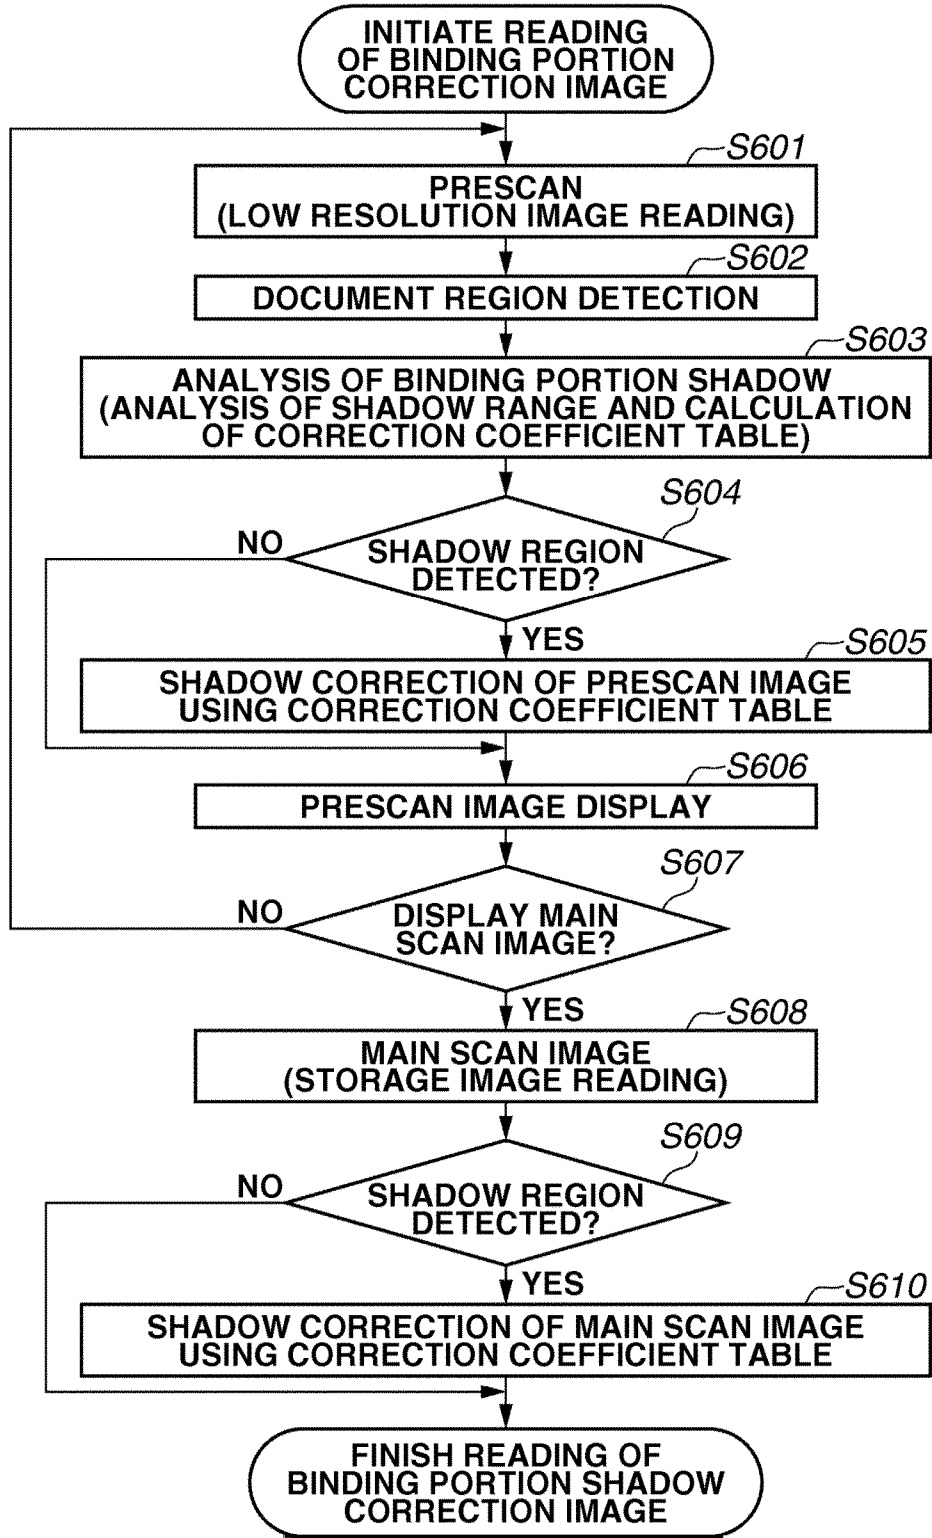 INITIATE READING
OF BINDING PORTION
CORRECTION IMAGE
S601
PRESCAN
(LOW RESOLUTION IMAGE READING)
S602
DOCUMENT REGION DETECTION
S603
ANALYSIS OF BINDING PORTION SHADOW
(ANALYSIS OF SHADOW RANGE AND CALCULATION
OF CORRECTION COEFFICIENT TABLE)
S604
NO
SHADOW REGION
DETECTED?
YES
S605
SHADOW CORRECTION OF PRESCAN IMAGE
USING CORRECTION COEFFICIENT TABLE
S606
PRESCAN IMAGE DISPLAY
S607
NO
DISPLAY MAIN
SCAN IMAGE?
YES
S608
MAIN SCAN IMAGE
(STORAGE IMAGE READING)
S609
NO
SHADOW REGION
DETECTED?
YES
S610
SHADOW CORRECTION OF MAIN SCAN IMAGE
USING CORRECTION COEFFICIENT TABLE
FINISH READING OF
BINDING PORTION SHADOW
CORRECTION IMAGE